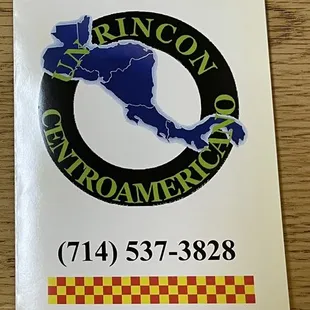 UN RINCON
CENTROAMERICANO
(714) 537-3828